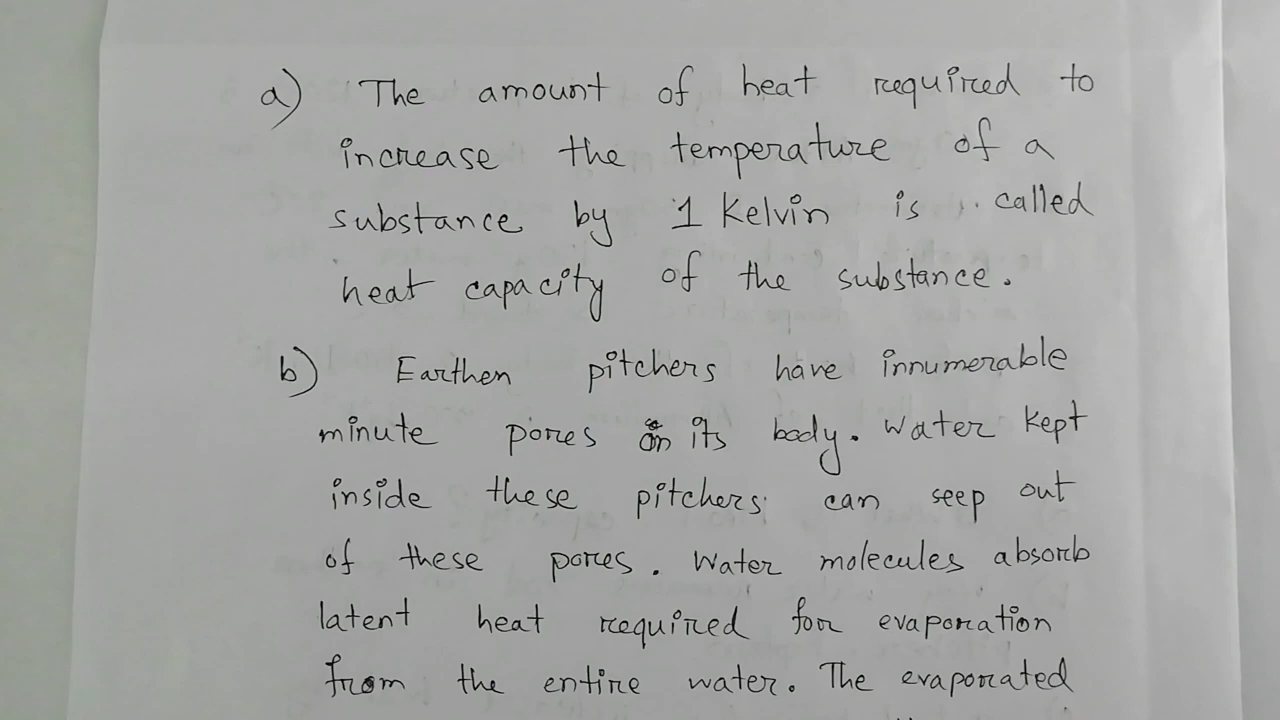 a) The amount of heat required to
increase the temperature of a
substance by 1 Kelvin is called
heat capacity of the substance.
b) Earthen pitchers have innumerable
minute pores on its body. Water kept
inside these pitchers can seep out
of these pores. Water molecules absorb
latent heat required for evaporation
from the entire water. The evaporated